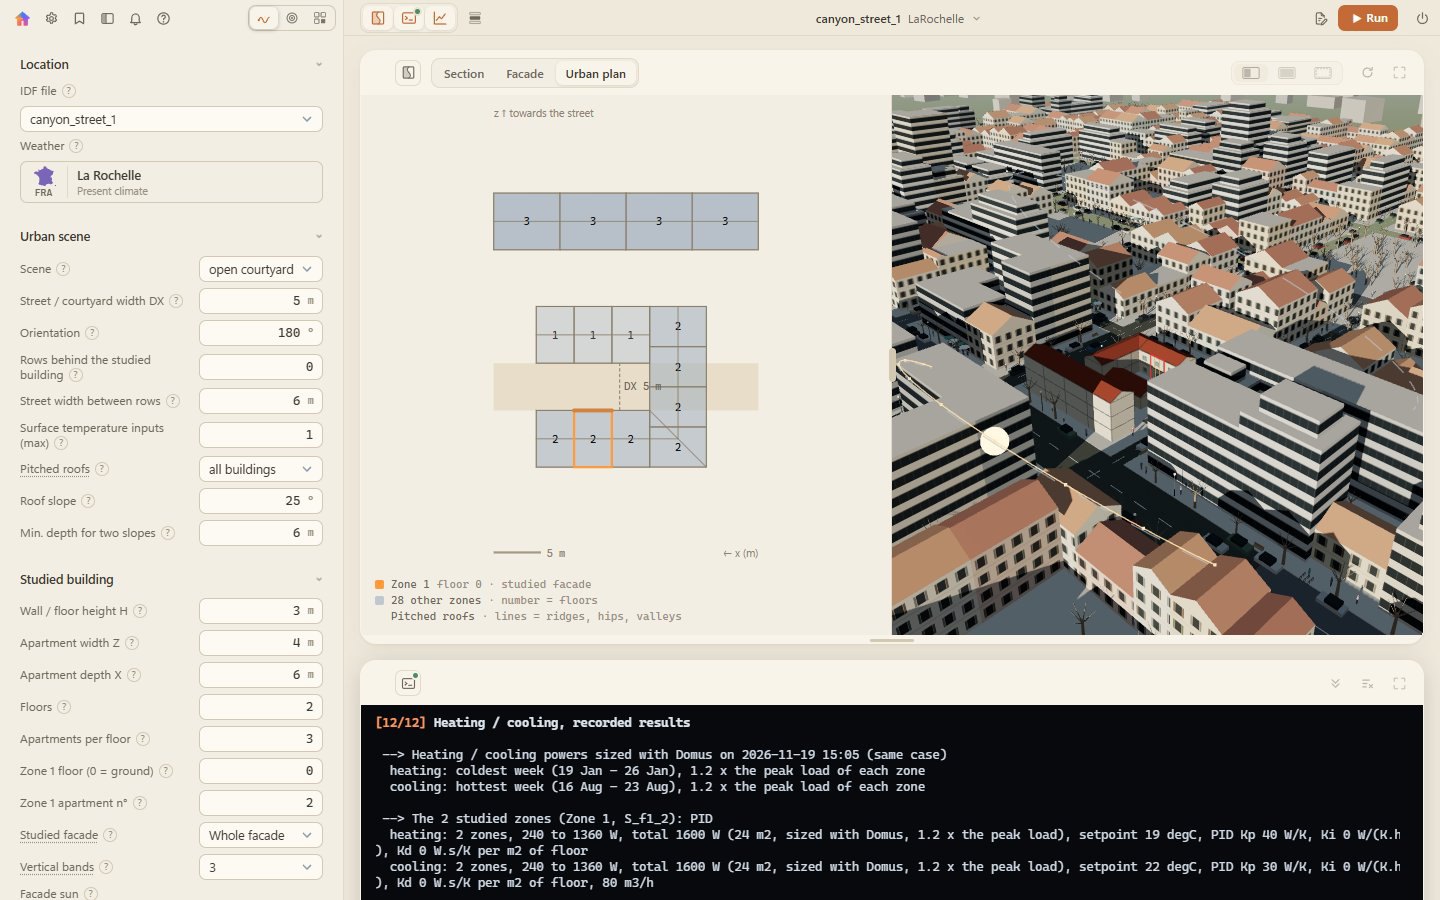 canyon_street_1 LaRochelle
Run
Location
IDF file ?
canyon_street_1
Weather ?
FRA
La Rochelle
Present climate
Urban scene
Scene ? open courtyard
Street / courtyard width DX ? 5 m
Orientation ? 180 °
Rows behind the studied
building ? 0
Street width between rows ? 6 m
Surface temperature inputs
(max) ? 1
Pitched roofs ? all buildings
Roof slope ? 25 °
Min. depth for two slopes ? 6 m
Studied building
Wall / floor height H ? 3 m
Apartment width Z ? 4 m
Apartment depth X ? 6 m
Floors ? 2
Apartments per floor ? 3
Zone 1 floor (0 = ground) ? 0
Zone 1 apartment n° ? 2
Studied facade ? Whole facade
Vertical bands ? 3
Facade sun ?
Section Facade Urban plan
z ↑ towards the street
3 3 3 3
1 1 1 2
2
DX 5 m
2
2 2 2 2
5 m
← x (m)
Zone 1 floor 0 · studied facade
28 other zones · number = floors
Pitched roofs · lines = ridges, hips, valleys
[12/12] Heating / cooling, recorded results
--> Heating / cooling powers sized with Domus on 2026-11-19 15:05 (same case)
heating: coldest week (19 Jan - 26 Jan), 1.2 x the peak load of each zone
cooling: hottest week (16 Aug - 23 Aug), 1.2 x the peak load of each zone
--> The 2 studied zones (Zone 1, S_f1_2): PID
heating: 2 zones, 240 to 1360 W, total 1600 W (24 m2, sized with Domus, 1.2 x the peak load), setpoint 19 degC, PID Kp 40 W/K, Ki 0 W/(K.h
), Kd 0 W.s/K per m2 of floor
cooling: 2 zones, 240 to 1360 W, total 1600 W (24 m2, sized with Domus, 1.2 x the peak load), setpoint 22 degC, PID Kp 30 W/K, Ki 0 W/(K.h
), Kd 0 W.s/K per m2 of floor, 80 m3/h